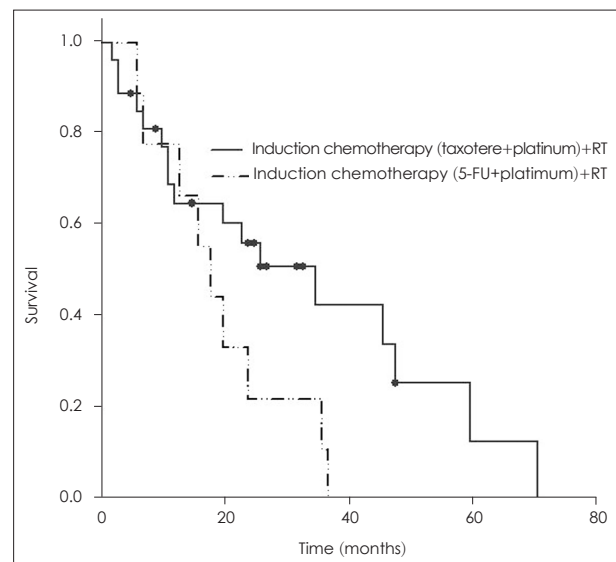 1.0
0.8
0.6
0.4
0.2
0.0
Survival
Induction chemotherapy (taxotere+platinum)+RT
Induction chemotherapy (5-FU+platimum)+RT
0 20 40 60 80
Time (months)